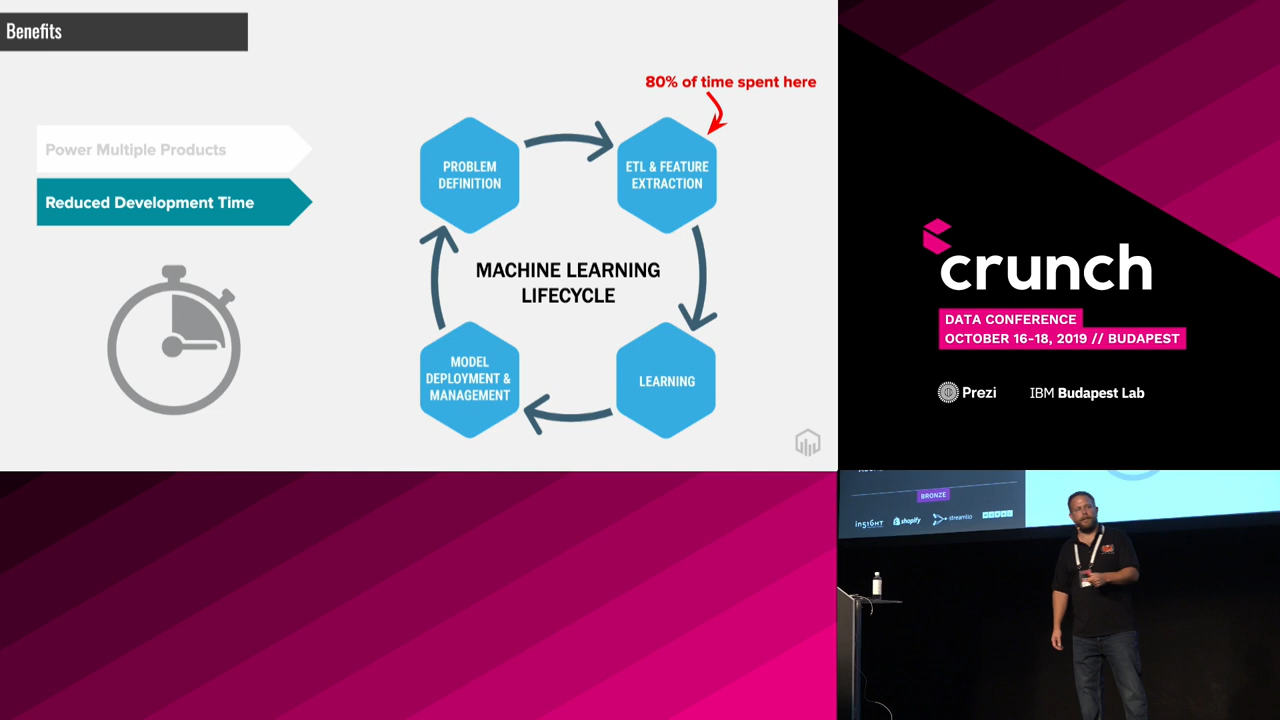 Benefits
80% of time spent here
Power Multiple Products
Reduced Development Time
PROBLEM
DEFINITION
ETL & FEATURE
EXTRACTION
MACHINE LEARNING
LIFECYCLE
MODEL
DEPLOYMENT &
MANAGEMENT
LEARNING
crunch
DATA CONFERENCE
OCTOBER 16-18, 2019 // BUDAPEST
Prezi
IBM Budapest Lab
BRONZE
IN51GHT
shopify
streamlio